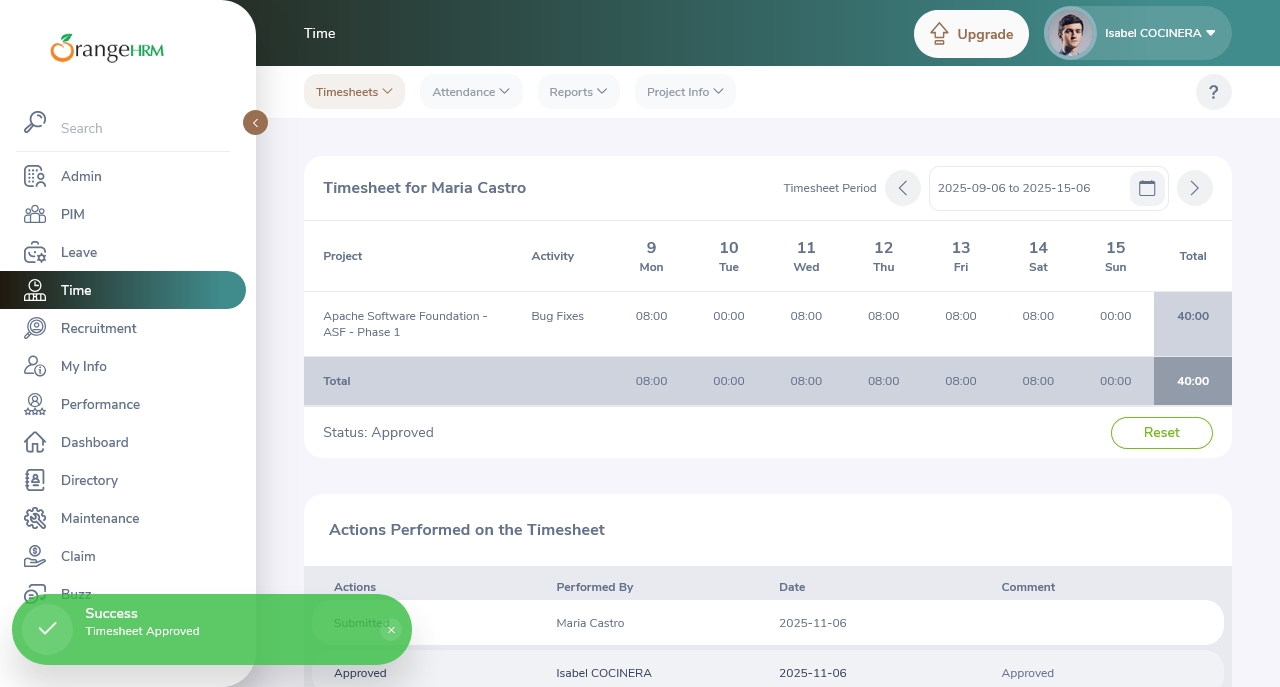 OrangeHRM
Time
Upgrade
Isabel COCINERA
Search
Admin
PIM
Leave
Time
Recruitment
My Info
Performance
Dashboard
Directory
Maintenance
Claim
Buzz
Timesheets
Attendance
Reports
Project Info
?
Timesheet for Maria Castro
Timesheet Period
2025-09-06 to 2025-15-06
Project Activity 9 Mon 10 Tue 11 Wed 12 Thu 13 Fri 14 Sat 15 Sun Total
Apache Software Foundation - Bug Fixes 08:00 00:00 08:00 08:00 08:00 08:00 00:00 40:00
ASF - Phase 1
Total 08:00 00:00 08:00 08:00 08:00 08:00 00:00 40:00
Status: Approved
Reset
Actions Performed on the Timesheet
Actions Performed By Date Comment
Submitted Maria Castro 2025-11-06
Approved Isabel COCINERA 2025-11-06 Approved
Success
Timesheet Approved